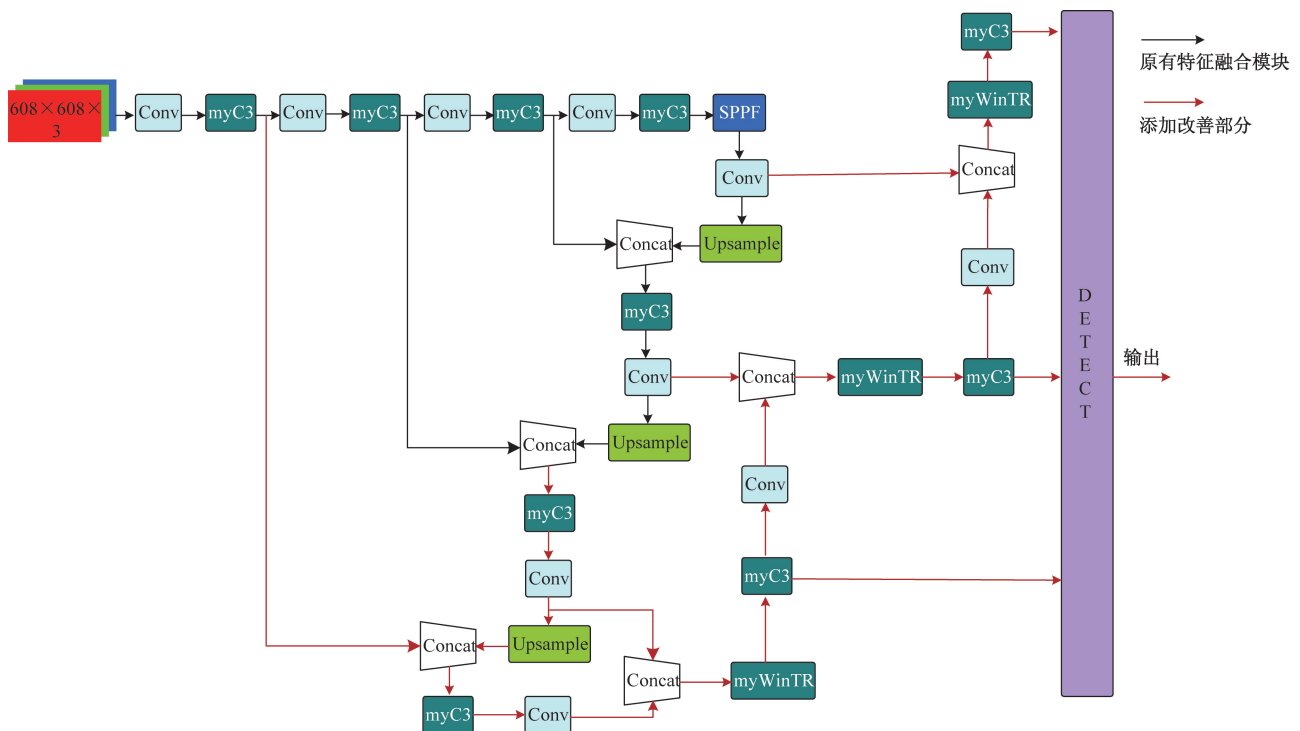 608×608×
3
Conv
myC3
Conv
myC3
Conv
myC3
Conv
myC3
SPPF
Conv
Upsample
Concat
myC3
Conv
Upsample
Concat
myC3
Conv
Upsample
Concat
myC3
Conv
Concat
myWinTR
myC3
Conv
Concat
myWinTR
myC3
Conv
Concat
myWinTR
myC3
D
E
T
E
C
T
输出
原有特征融合模块
添加改善部分